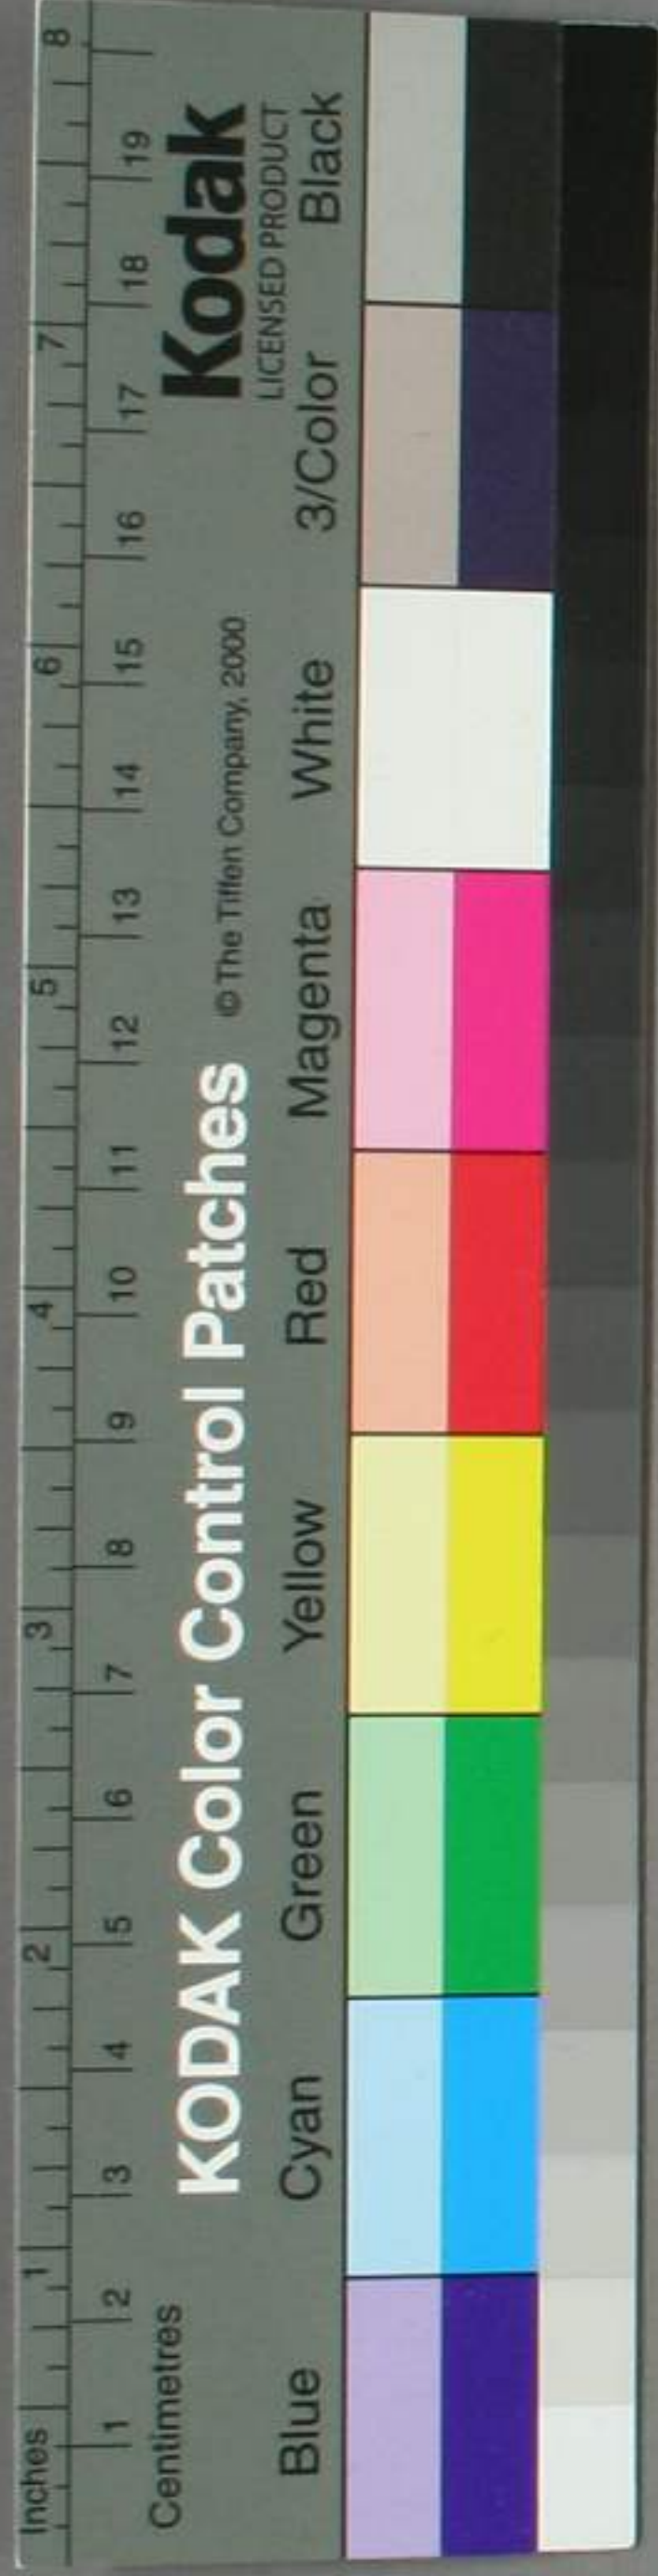 Inches 1 2 3 4 5 6 7 8
Centimetres 1 2 3 4 5 6 7 8 9 10 11 12 13 14 15 16 17 18 19
KODAK Color Control Patches © The Tiffen Company, 2000 Kodak
LICENSED PRODUCT
Blue Cyan Green Yellow Red Magenta White 3/Color Black